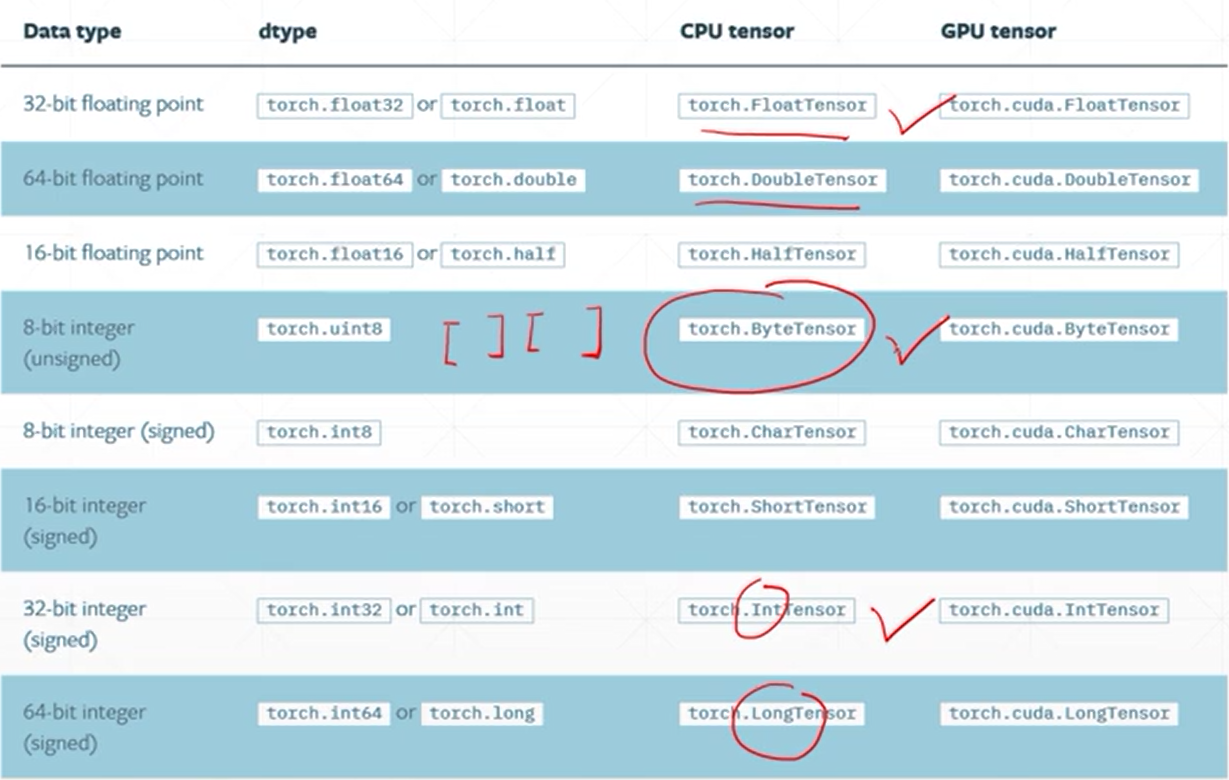 Data type dtype CPU tensor GPU tensor
32-bit floating point torch.float32 or torch.float torch.FloatTensor torch.cuda.FloatTensor
64-bit floating point torch.float64 or torch.double torch.DoubleTensor torch.cuda.DoubleTensor
16-bit floating point torch.float16 or torch.half torch.HalfTensor torch.cuda.HalfTensor
8-bit integer torch.uint8 [ ] [ ] torch.ByteTensor torch.cuda.ByteTensor
(unsigned)
8-bit integer (signed) torch.int8 torch.CharTensor torch.cuda.CharTensor
16-bit integer torch.int16 or torch.short torch.ShortTensor torch.cuda.ShortTensor
(signed)
32-bit integer torch.int32 or torch.int torch.IntTensor torch.cuda.IntTensor
(signed)
64-bit integer torch.int64 or torch.long torch.LongTensor torch.cuda.LongTensor
(signed)